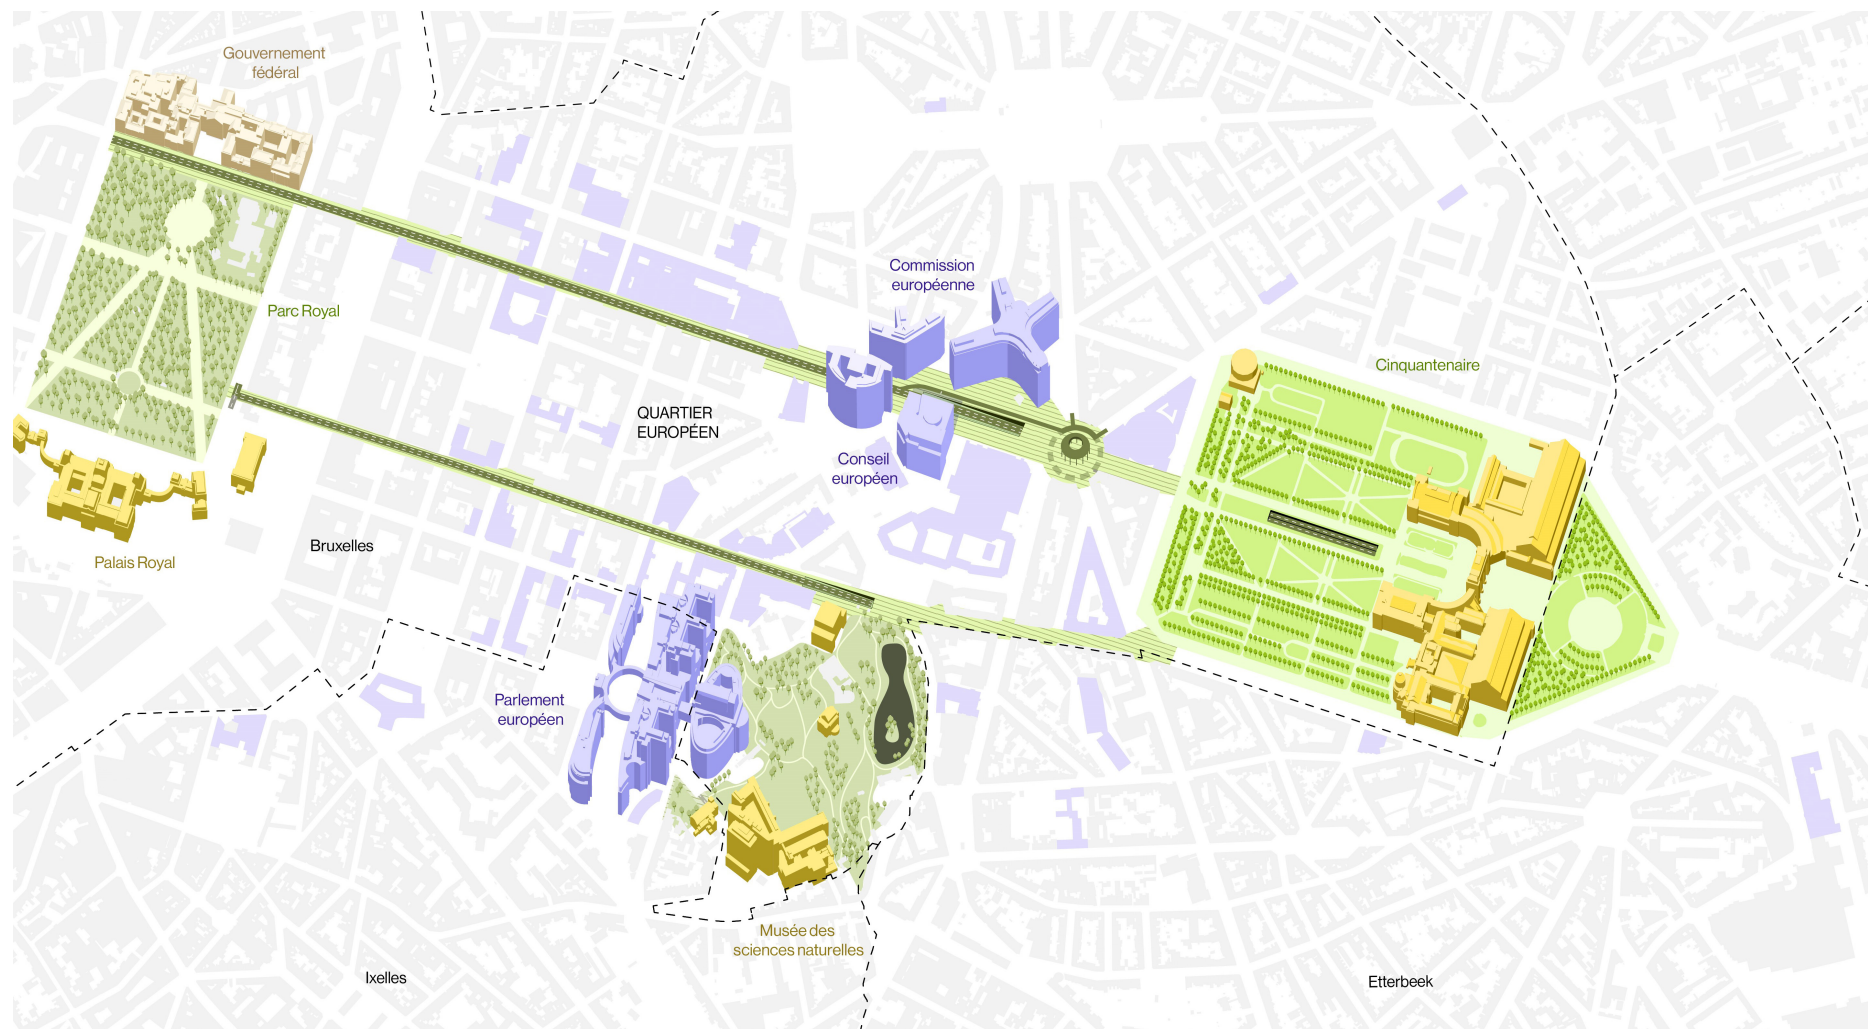 Gouvernement
fédéral
Commission
européenne
Parc Royal
Cinquantenaire
QUARTIER
EUROPÉEN
Conseil
européen
Bruxelles
Palais Royal
Parlement
européen
Musée des
sciences naturelles
Ixelles
Etterbeek